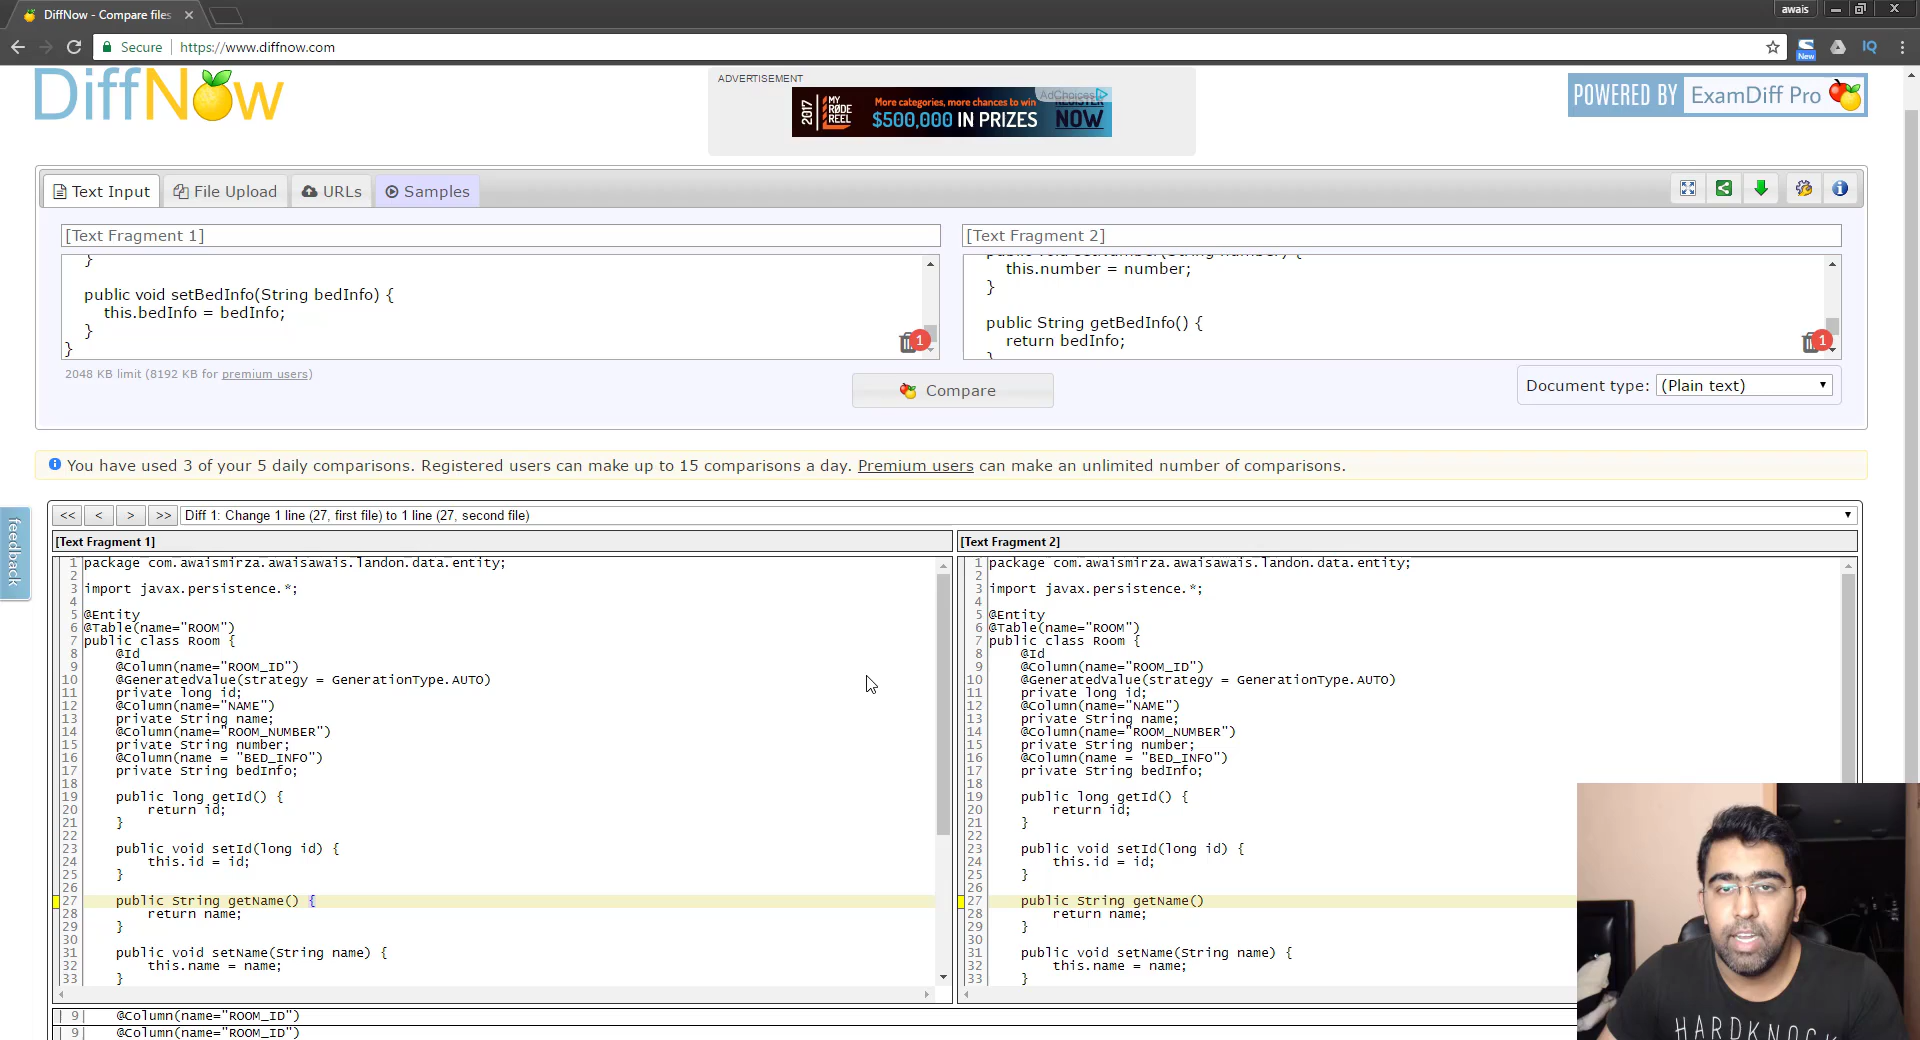 DiffNow - Compare files
awais
Secure https://www.diffnow.com
New
IQ
DiffNow
ADVERTISEMENT
2017 MY RØDE REEL
More categories, more chances to win
$500,000 IN PRIZES
AdChoices
REGISTER
NOW
POWERED BY ExamDiff Pro
Text Input File Upload URLs Samples
[Text Fragment 1]
}
public void setBedInfo(String bedInfo) {
this.bedInfo = bedInfo;
}
}
1
[Text Fragment 2]
this.number = number;
}
public String getBedInfo() {
return bedInfo;
1
2048 KB limit (8192 KB for premium users)
Compare
Document type: (Plain text)
You have used 3 of your 5 daily comparisons. Registered users can make up to 15 comparisons a day. Premium users can make an unlimited number of comparisons.
feedback
<< < > >> Diff 1: Change 1 line (27, first file) to 1 line (27, second file)
[Text Fragment 1]
1 package com.awaismirza.awaisawais.landon.data.entity;
2
3 import javax.persistence.*;
4
5 @Entity
6 @Table(name="ROOM")
7 public class Room {
8 @Id
9 @Column(name="ROOM_ID")
10 @GeneratedValue(strategy = GenerationType.AUTO)
11 private long id;
12 @Column(name="NAME")
13 private String name;
14 @Column(name="ROOM_NUMBER")
15 private String number;
16 @Column(name = "BED_INFO")
17 private String bedInfo;
18
19 public long getId() {
20 return id;
21 }
22
23 public void setId(long id) {
24 this.id = id;
25 }
26
27 public String getName() {
28 return name;
29 }
30
31 public void setName(String name) {
32 this.name = name;
33 }
[Text Fragment 2]
1 package com.awaismirza.awaisawais.landon.data.entity;
2
3 import javax.persistence.*;
4
5 @Entity
6 @Table(name="ROOM")
7 public class Room {
8 @Id
9 @Column(name="ROOM_ID")
10 @GeneratedValue(strategy = GenerationType.AUTO)
11 private long id;
12 @Column(name="NAME")
13 private String name;
14 @Column(name="ROOM_NUMBER")
15 private String number;
16 @Column(name = "BED_INFO")
17 private String bedInfo;
18
19 public long getId() {
20 return id;
21 }
22
23 public void setId(long id) {
24 this.id = id;
25 }
26
27 public String getName()
28 return name;
29 }
30
31 public void setName(String name) {
32 this.name = name;
33 }
9 @Column(name="ROOM_ID")
9 @Column(name="ROOM_ID")
HARDKNOCK